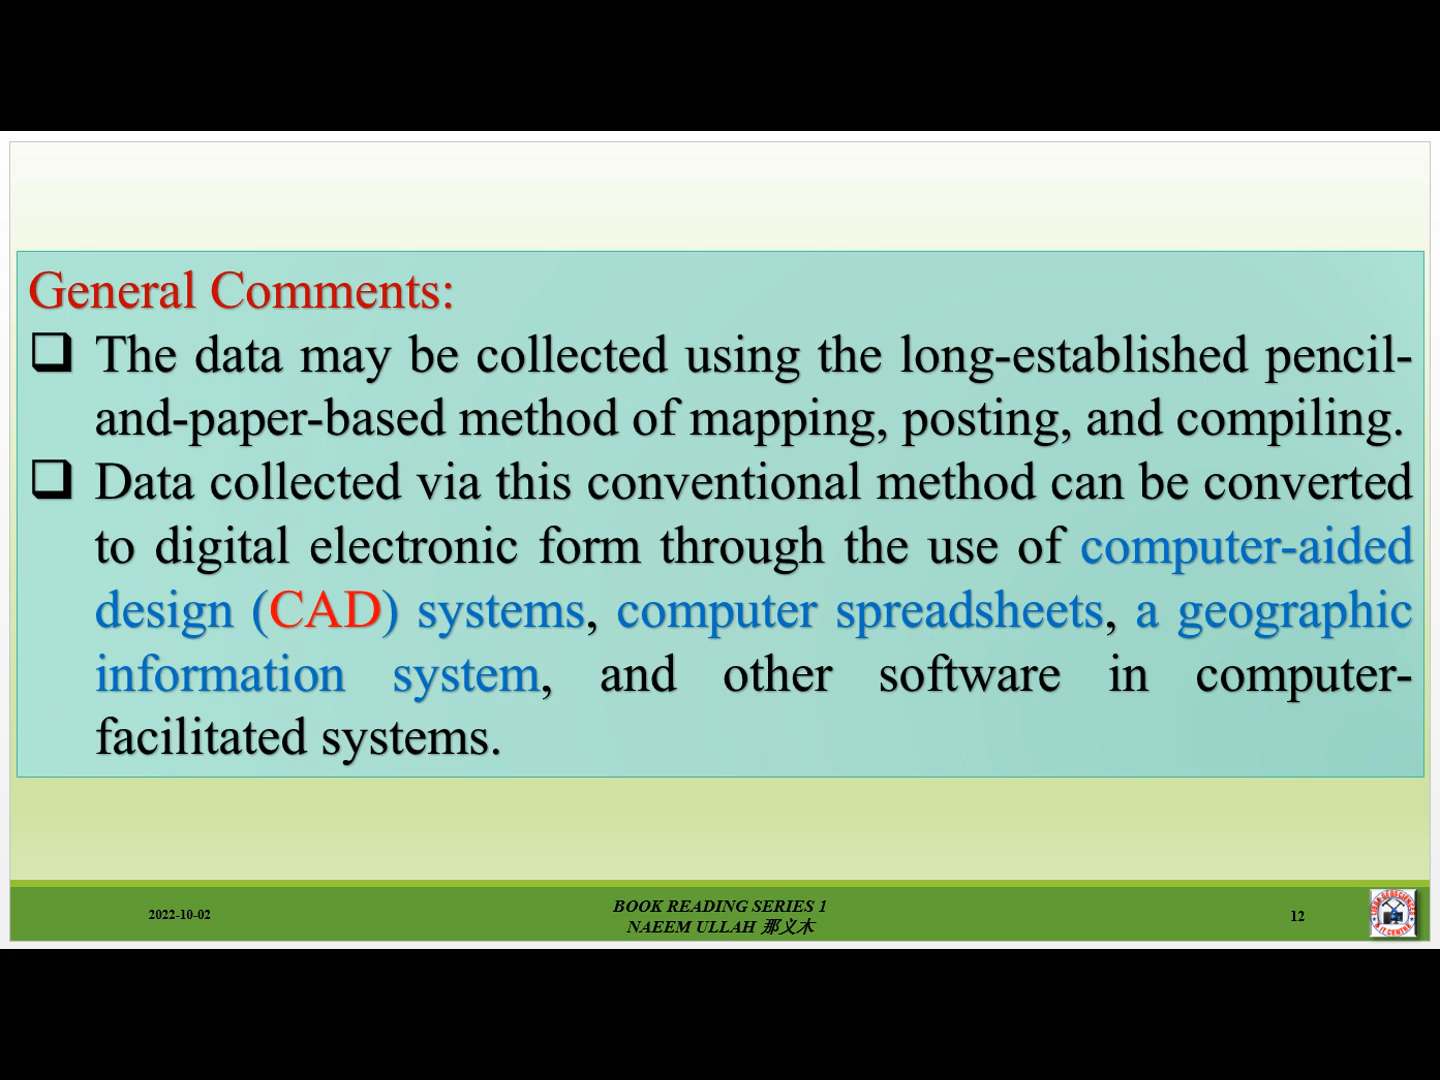 General Comments:
❑ The data may be collected using the long-established pencil-
and-paper-based method of mapping, posting, and compiling.
❑ Data collected via this conventional method can be converted
to digital electronic form through the use of computer-aided
design (CAD) systems, computer spreadsheets, a geographic
information system, and other software in computer-
facilitated systems.
2022-10-02
BOOK READING SERIES 1
NAEEM ULLAH 那义木
12
& IT CENTRE